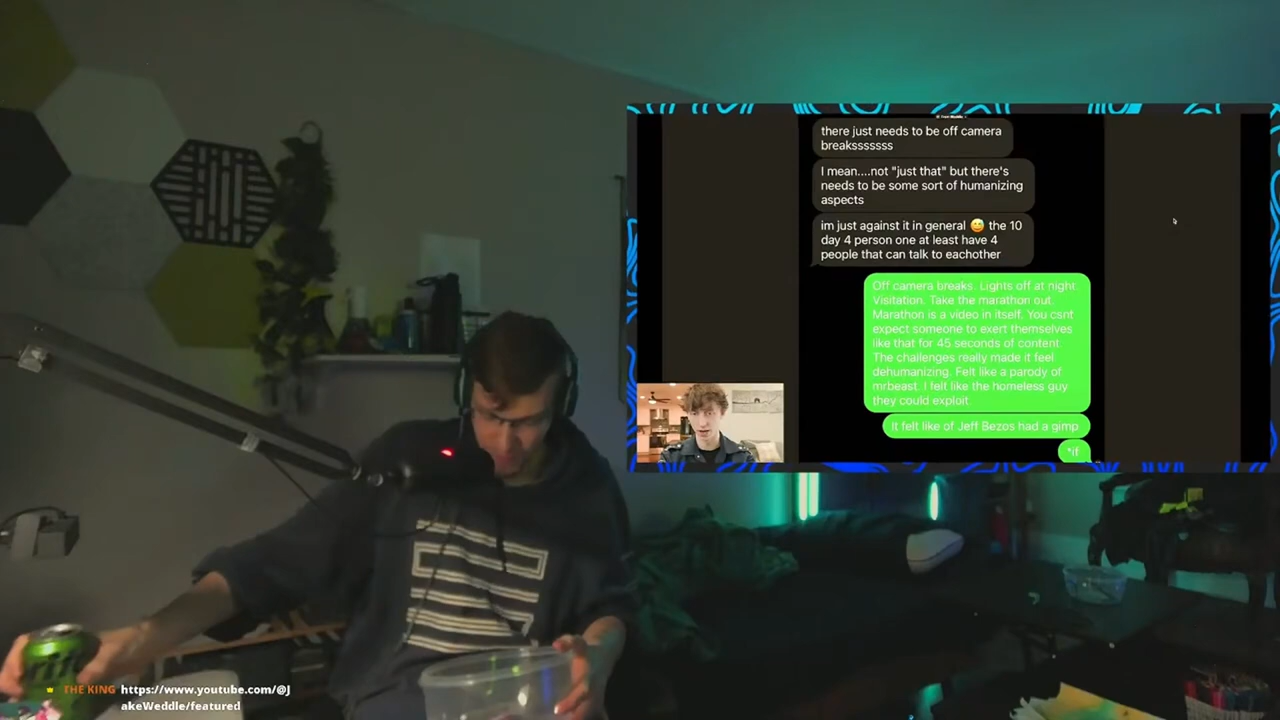 there just needs to be off camera
breaksssssss
I mean....not "just that" but there's
needs to be some sort of humanizing
aspects
im just against it in general 😅 the 10
day 4 person one at least have 4
people that can talk to eachother
Off camera breaks. Lights off at night.
Visitation. Take the marathon out.
Marathon is a video in itself. You csnt
expect someone to exert themselves
like that for 45 seconds of content.
The challenges really made it feel
dehumanizing. Felt like a parody of
mrbeast. I felt like the homeless guy
they could exploit.
It felt like of Jeff Bezos had a gimp
*if
THE KING https://www.youtube.com/@J
akeWeddle/featured